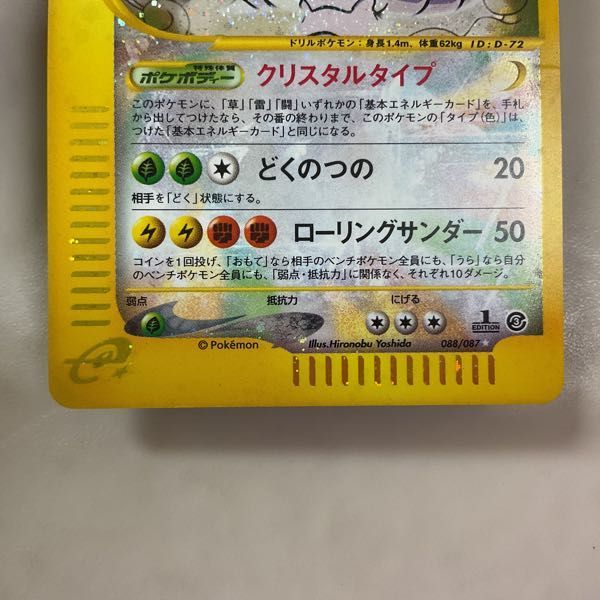 ドリルポケモン：身長1.4m、体重62kg ID:D-72
特殊体質
ポケボディー クリスタルタイプ
このポケモンに、「草」「雷」「闘」いずれかの「基本エネルギーカード」を、手札
から出してつけたなら、その番の終わりまで、このポケモンの「タイプ（色）」は、
つけた「基本エネルギーカード」と同じになる。
どくのつの 20
相手を「どく」状態にする。
ローリングサンダー 50
コインを1回投げ、「おもて」なら相手のベンチポケモン全員にも、「うら」なら自分
のベンチポケモン全員にも、「弱点・抵抗力」に関係なく、それぞれ10ダメージ。
弱点 抵抗力 にげる
1
EDITION
© Pokémon Illus.Hironobu Yoshida 088/087
e